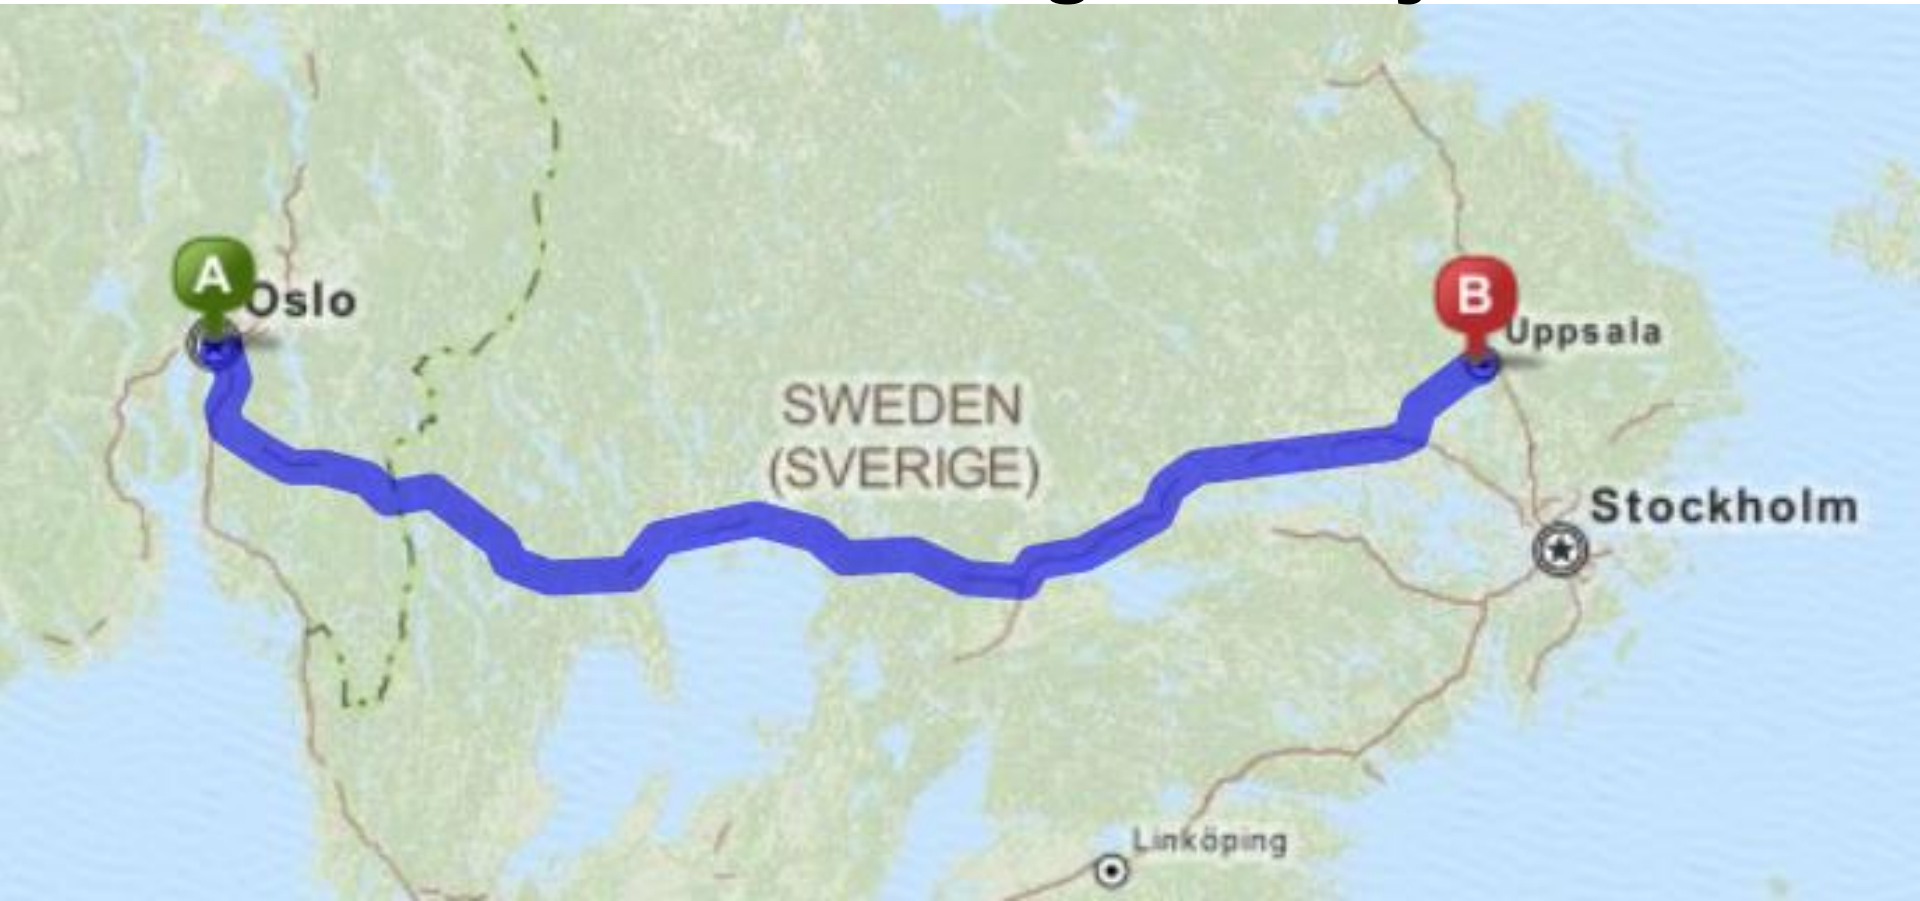 A
Oslo
B
Uppsala
SWEDEN
(SVERIGE)
Stockholm
Linköping